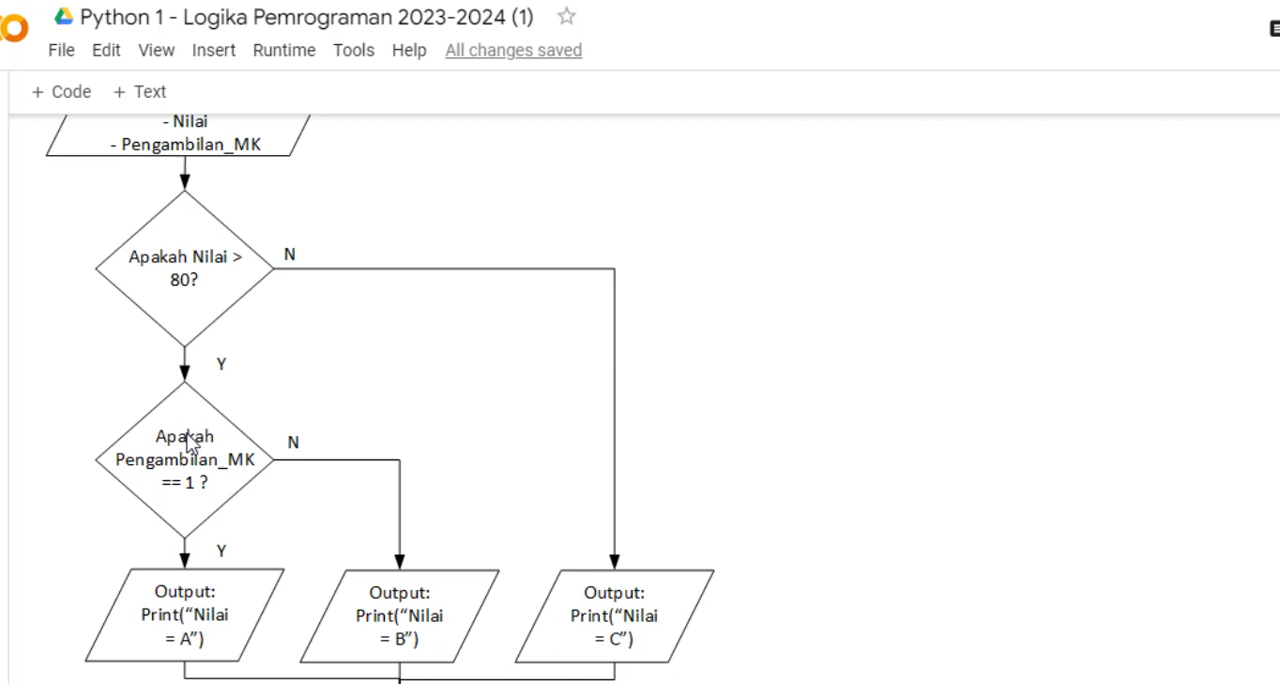 Python 1 - Logika Pemrograman 2023-2024 (1)
File Edit View Insert Runtime Tools Help All changes saved
+ Code + Text
- Nilai
- Pengambilan_MK
Apakah Nilai >
80?
N
Y
Apakah
Pengambilan_MK
== 1 ?
N
Y
Output:
Print(“Nilai
= A”)
Output:
Print(“Nilai
= B”)
Output:
Print(“Nilai
= C”)